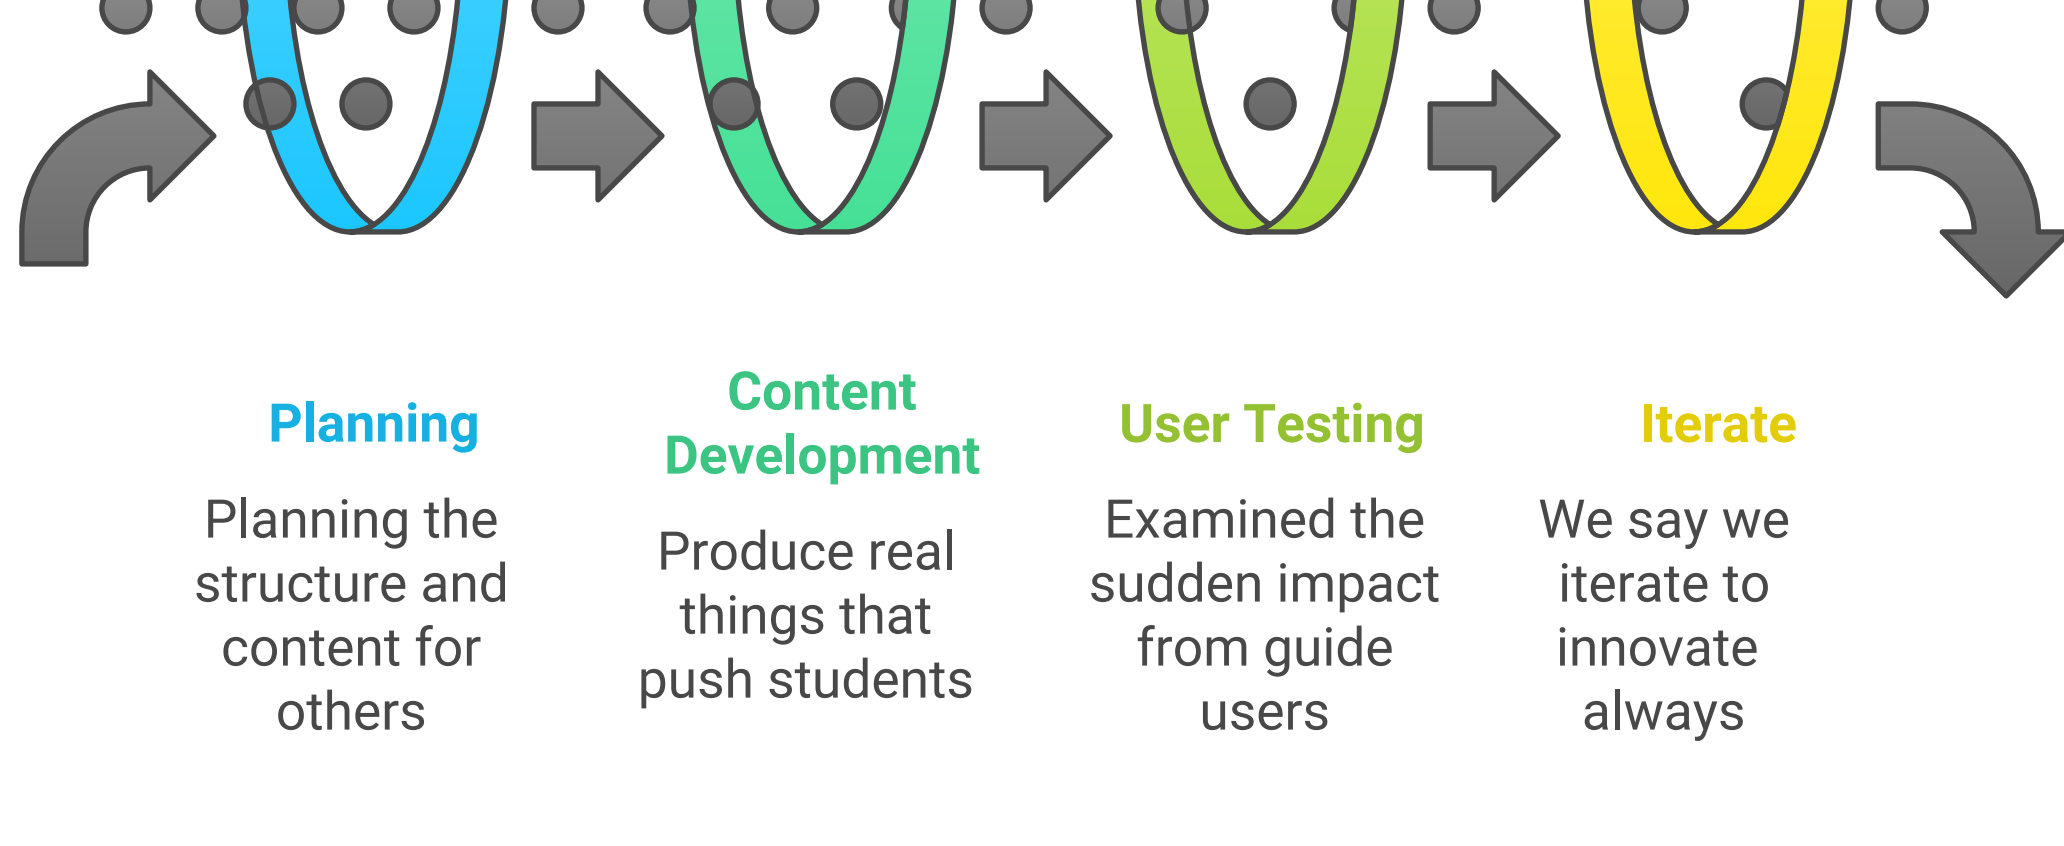 Planning
Planning the
structure and
content for
others
Content
Development
Produce real
things that
push students
User Testing
Examined the
sudden impact
from guide
users
Iterate
We say we
iterate to
innovate
always